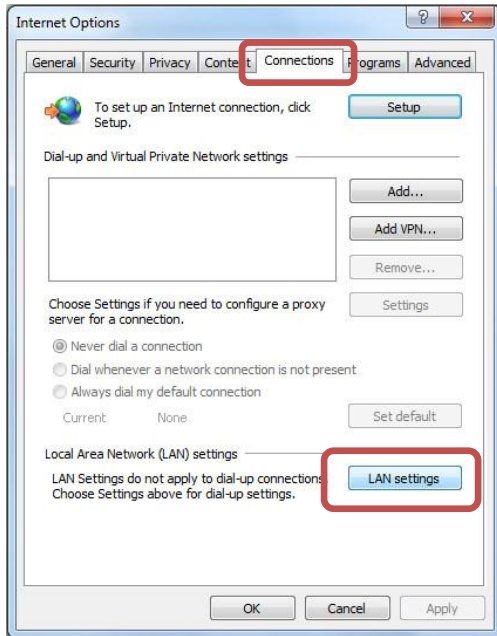 Internet Options
General Security Privacy Content Connections Programs Advanced
To set up an Internet connection, click
Setup.
Setup
Dial-up and Virtual Private Network settings
Add...
Add VPN...
Remove...
Choose Settings if you need to configure a proxy
server for a connection.
Settings
Never dial a connection
Dial whenever a network connection is not present
Always dial my default connection
Current None
Set default
Local Area Network (LAN) settings
LAN Settings do not apply to dial-up connections.
Choose Settings above for dial-up settings.
LAN settings
OK Cancel Apply